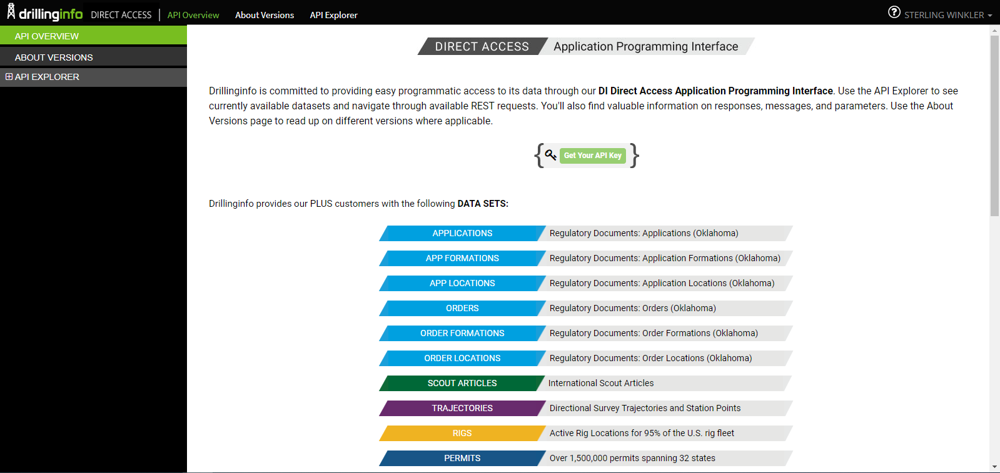 drillinginfo DIRECT ACCESS API Overview About Versions API Explorer ? STERLING WINKLER
API OVERVIEW
ABOUT VERSIONS
API EXPLORER
DIRECT ACCESS Application Programming Interface
Drillinginfo is committed to providing easy programmatic access to its data through our DI Direct Access Application Programming Interface. Use the API Explorer to see
currently available datasets and navigate through available REST requests. You'll also find valuable information on responses, messages, and parameters. Use the About
Versions page to read up on different versions where applicable.
{ Get Your API Key }
Drillinginfo provides our PLUS customers with the following DATA SETS:
APPLICATIONS Regulatory Documents: Applications (Oklahoma)
APP FORMATIONS Regulatory Documents: Application Formations (Oklahoma)
APP LOCATIONS Regulatory Documents: Application Locations (Oklahoma)
ORDERS Regulatory Documents: Orders (Oklahoma)
ORDER FORMATIONS Regulatory Documents: Order Formations (Oklahoma)
ORDER LOCATIONS Regulatory Documents: Order Locations (Oklahoma)
SCOUT ARTICLES International Scout Articles
TRAJECTORIES Directional Survey Trajectories and Station Points
RIGS Active Rig Locations for 95% of the U.S. rig fleet
PERMITS Over 1,500,000 permits spanning 32 states